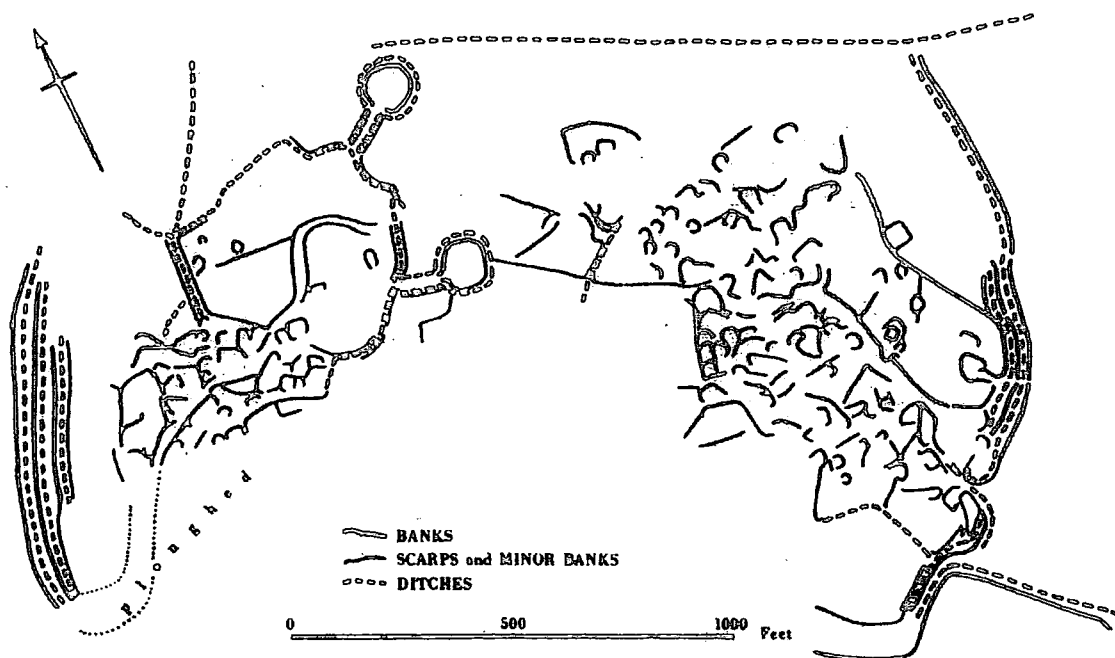 Ploughed
BANKS
SCARPS and MINOR BANKS
DITCHES
0 500 1000 Feet